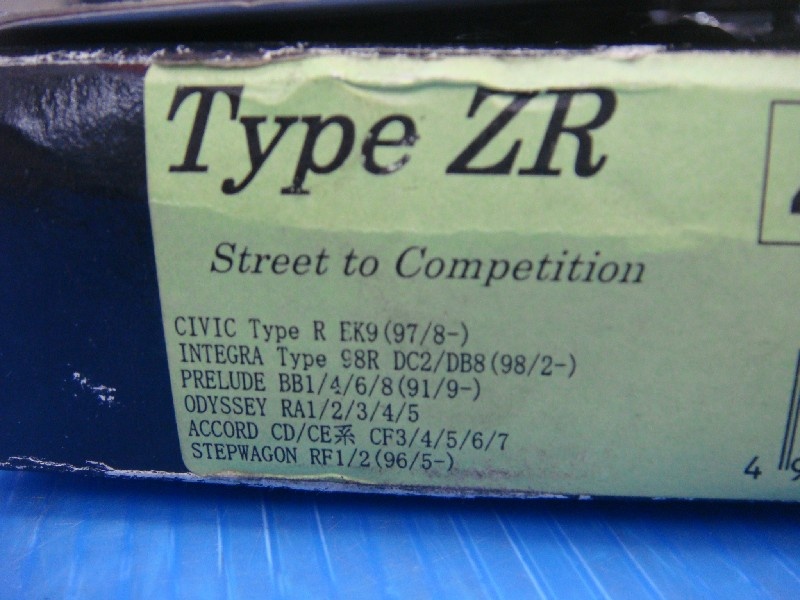 Type ZR
Street to Competition
CIVIC Type R EK9(97/8-)
INTEGRA Type 98R DC2/DB8(98/2-)
PRELUDE BB1/4/6/8(91/9-)
ODYSSEY RA1/2/3/4/5
ACCORD CD/CE系 CF3/4/5/6/7
STEPWAGON RF1/2(96/5-)
4